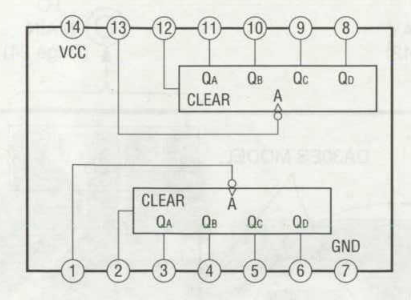 14 13 12 11 10 9 8
VCC
QA QB QC QD
CLEAR A
CLEAR A
QA QB QC QD
GND
1 2 3 4 5 6 7